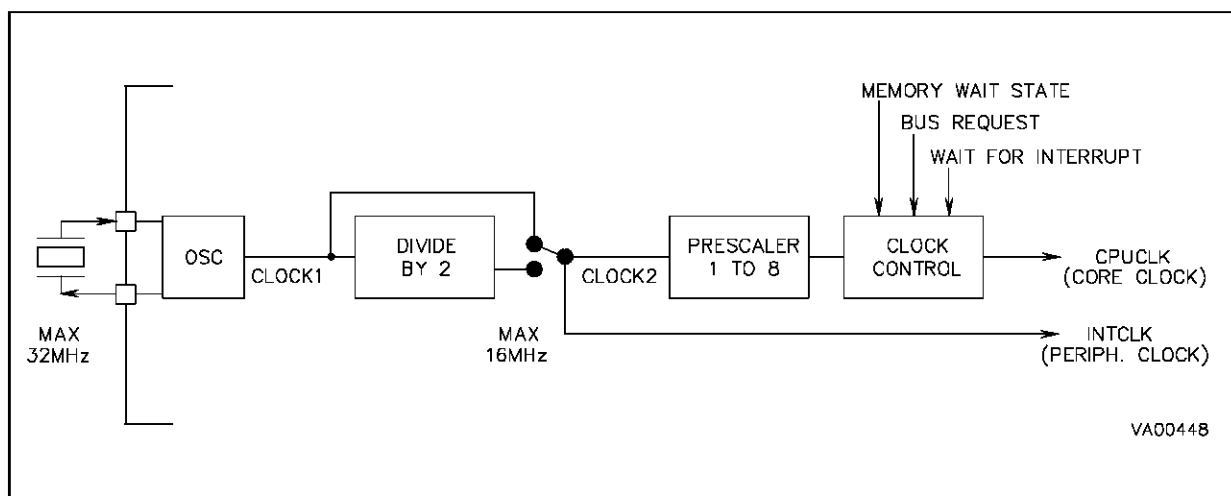 MEMORY WAIT STATE
BUS REQUEST
WAIT FOR INTERRUPT
OSC
CLOCK1
DIVIDE
BY 2
CLOCK2
PRESCALER
1 TO 8
CLOCK
CONTROL
CPUCLK
(CORE CLOCK)
MAX
32MHz
MAX
16MHz
INTCLK
(PERIPH. CLOCK)
VA00448